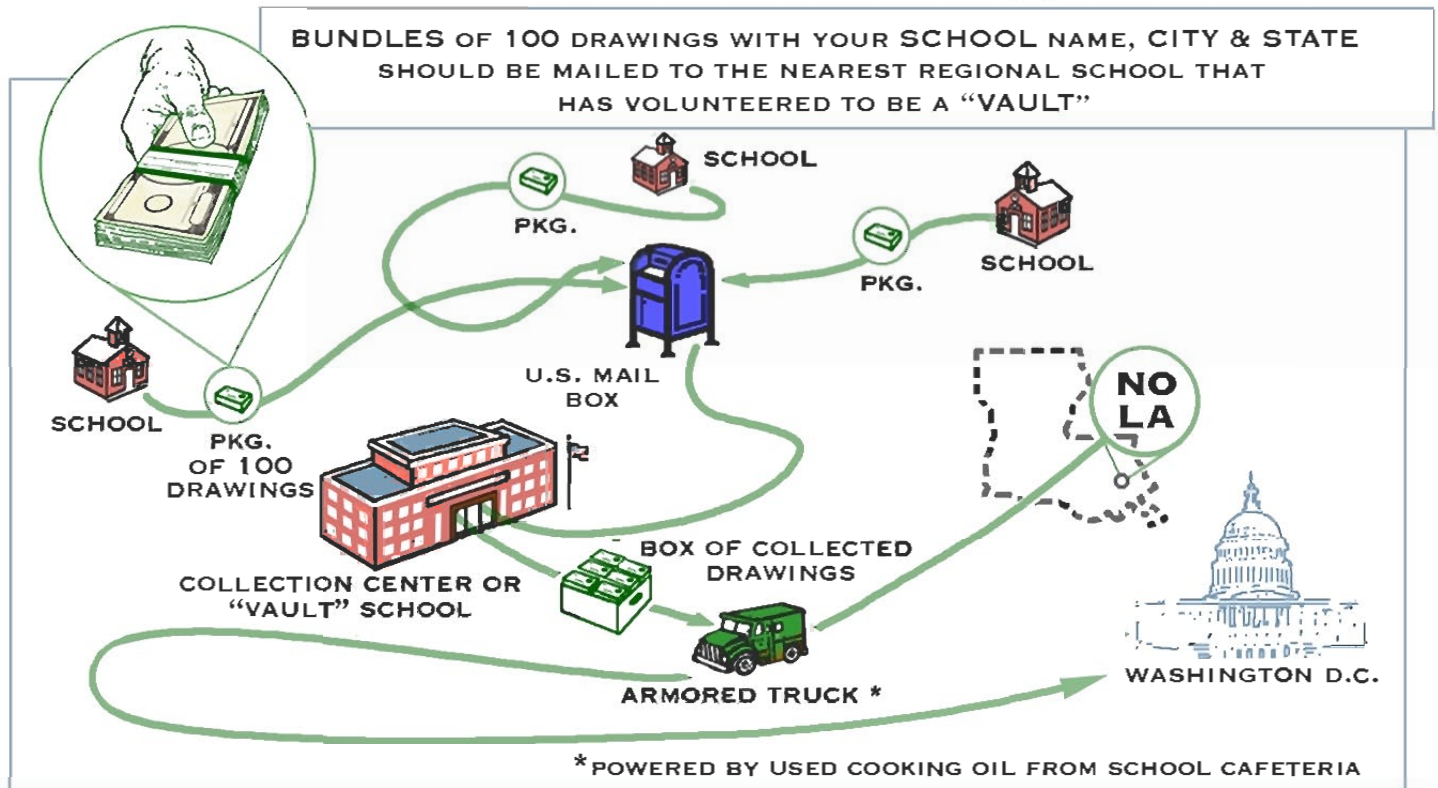 BUNDLES OF 100 DRAWINGS WITH YOUR SCHOOL NAME, CITY & STATE
SHOULD BE MAILED TO THE NEAREST REGIONAL SCHOOL THAT
HAS VOLUNTEERED TO BE A “VAULT”
SCHOOL
PKG.
SCHOOL
PKG.
U.S. MAIL
BOX
SCHOOL
PKG.
OF 100
DRAWINGS
NO
LA
COLLECTION CENTER OR
“VAULT” SCHOOL
BOX OF COLLECTED
DRAWINGS
ARMORED TRUCK *
WASHINGTON D.C.
*POWERED BY USED COOKING OIL FROM SCHOOL CAFETERIA